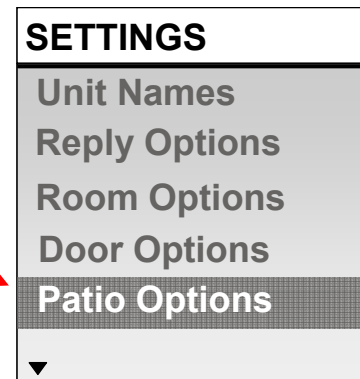 SETTINGS
Unit Names
Reply Options
Room Options
Door Options
Patio Options